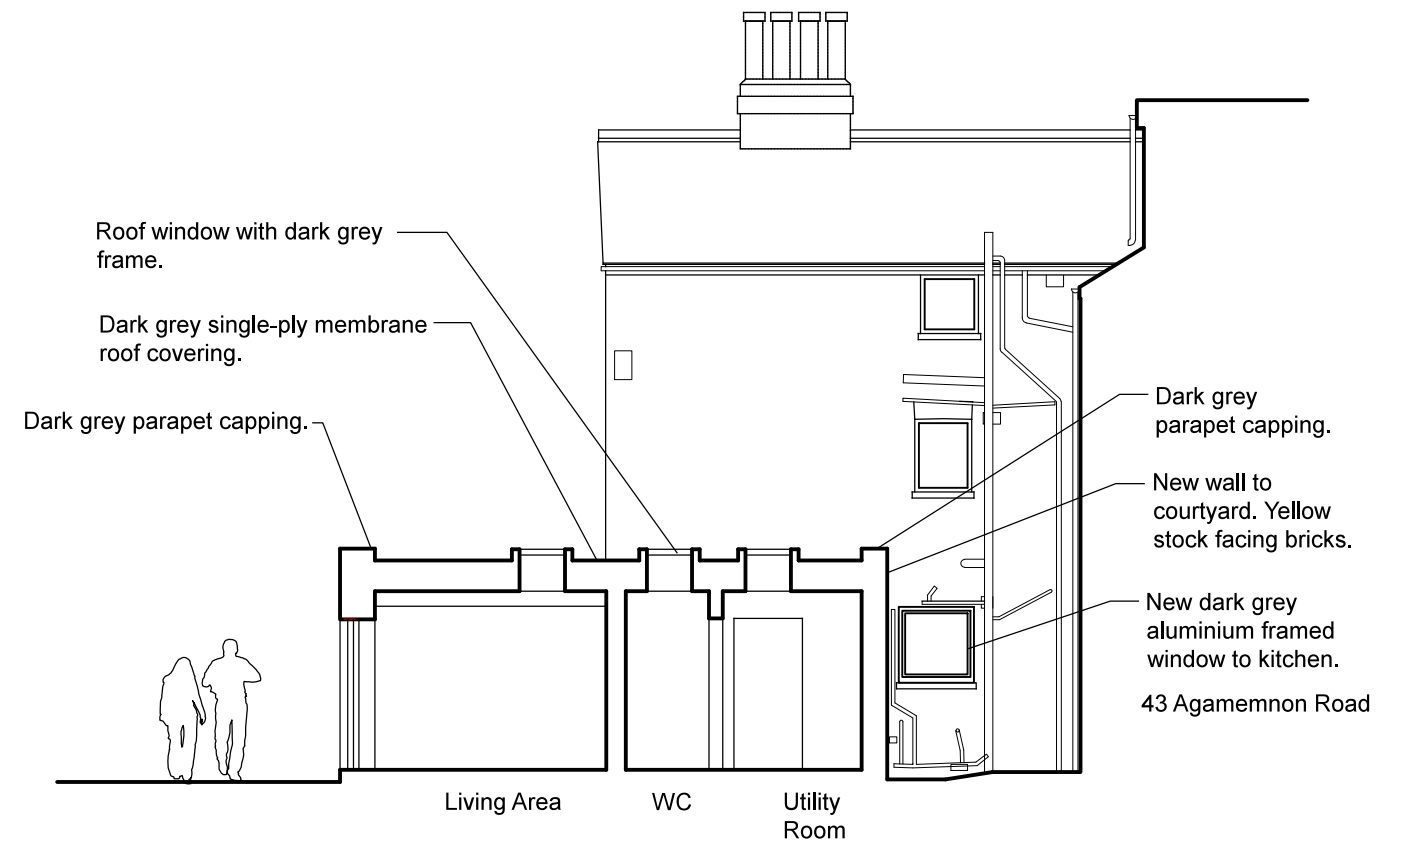 Roof window with dark grey
frame.
Dark grey single-ply membrane
roof covering.
Dark grey parapet capping.
Dark grey
parapet capping.
New wall to
courtyard. Yellow
stock facing bricks.
New dark grey
aluminium framed
window to kitchen.
43 Agamemnon Road
Living Area
WC
Utility
Room